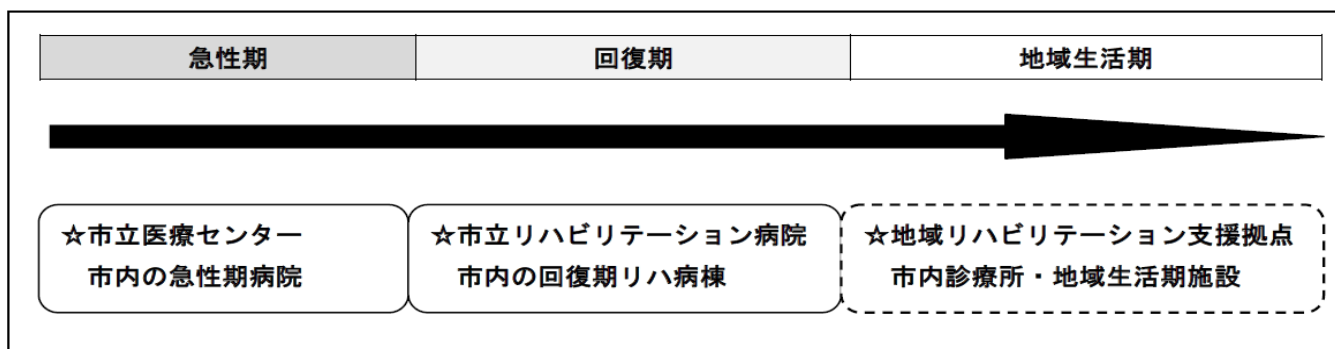 急性期 回復期 地域生活期
☆市立医療センター ☆市立リハビリテーション病院 ☆地域リハビリテーション支援拠点
市内の急性期病院 市内の回復期リハ病棟 市内診療所・地域生活期施設